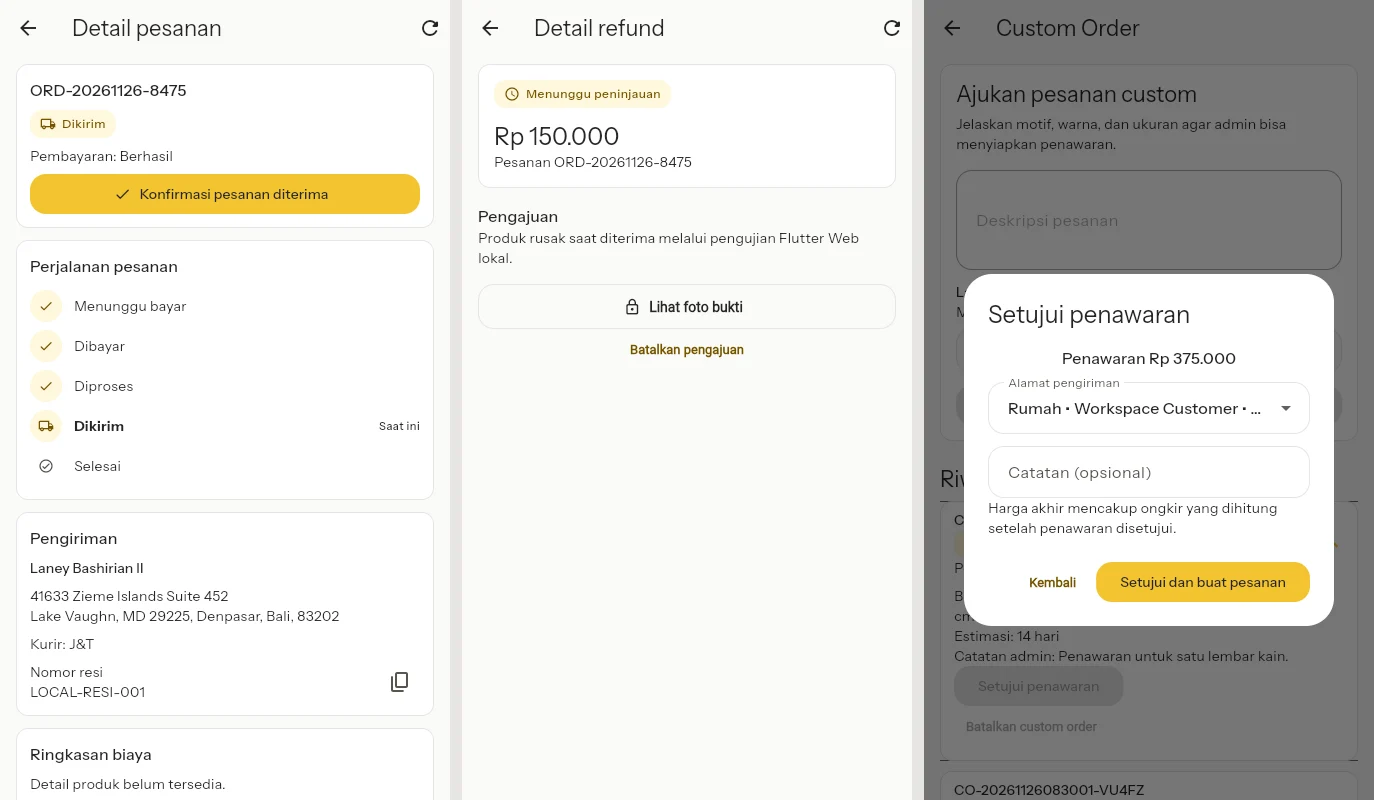 Detail pesanan
ORD-20261126-8475
Dikirim
Pembayaran: Berhasil
Konfirmasi pesanan diterima
Perjalanan pesanan
Menunggu bayar
Dibayar
Diproses
Dikirim
Saat ini
Selesai
Pengiriman
Laney Bashirian II
41633 Zieme Islands Suite 452
Lake Vaughn, MD 29225, Denpasar, Bali, 83202
Kurir: J&T
Nomor resi
LOCAL-RESI-001
Ringkasan biaya
Detail produk belum tersedia.
Detail refund
Menunggu peninjauan
Rp 150.000
Pesanan ORD-20261126-8475
Pengajuan
Produk rusak saat diterima melalui pengujian Flutter Web
lokal.
Lihat foto bukti
Batalkan pengajuan
Custom Order
Ajukan pesanan custom
Jelaskan motif, warna, dan ukuran agar admin bisa
menyiapkan penawaran.
Deskripsi pesanan
Setujui penawaran
Penawaran Rp 375.000
Alamat pengiriman
Rumah • Workspace Customer • ...
Catatan (opsional)
Harga akhir mencakup ongkir yang dihitung
setelah penawaran disetujui.
Kembali
Setujui dan buat pesanan
Estimasi: 14 hari
Catatan admin: Penawaran untuk satu lembar kain.
Setujui penawaran
Batalkan custom order
CO-20261126083001-VU4FZ